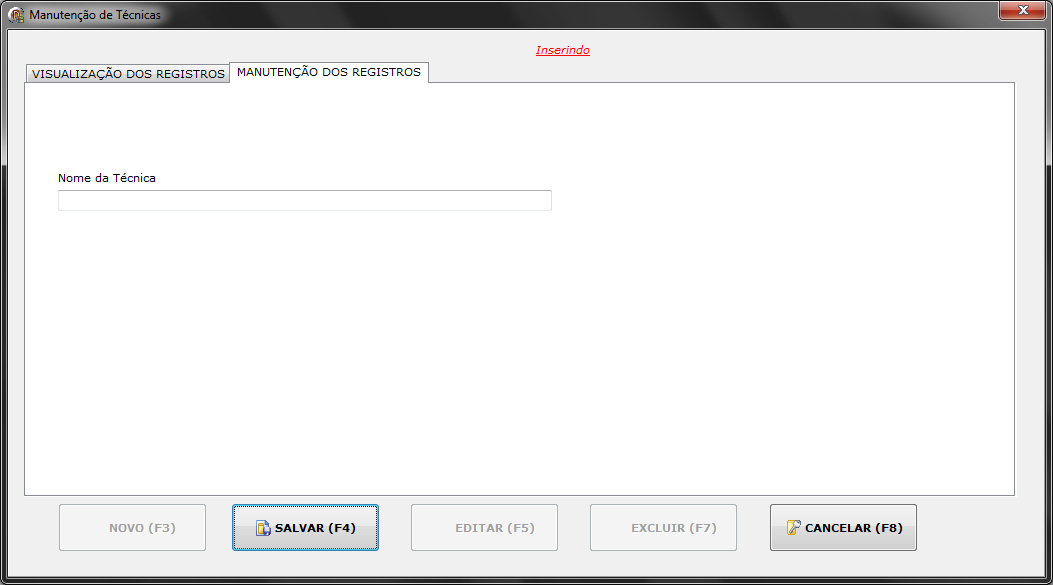 Manutenção de Técnicas
Inserindo
VISUALIZAÇÃO DOS REGISTROS MANUTENÇÃO DOS REGISTROS
Nome da Técnica
NOVO (F3) SALVAR (F4) EDITAR (F5) EXCLUIR (F7) CANCELAR (F8)